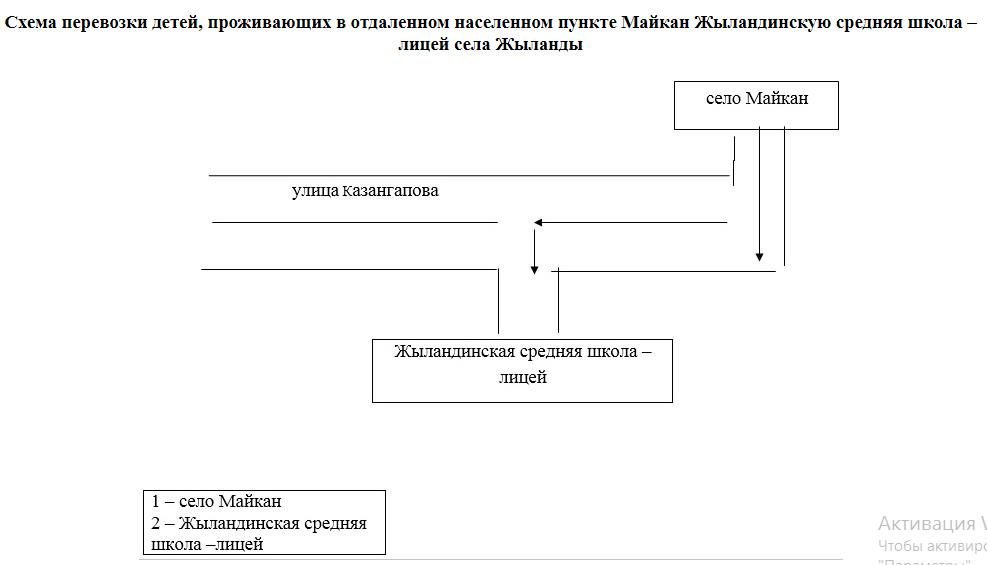 Схема перевозки детей, проживающих в отдаленном населенном пункте Майкан Жыландинскую средняя школа –
лицей села Жыланды
село Майкан
улица Казангапова
Жыландинская средняя школа –
лицей
1 – село Майкан
2 – Жыландинская средняя
школа –лицей
Активация
Чтобы
"Параметры"